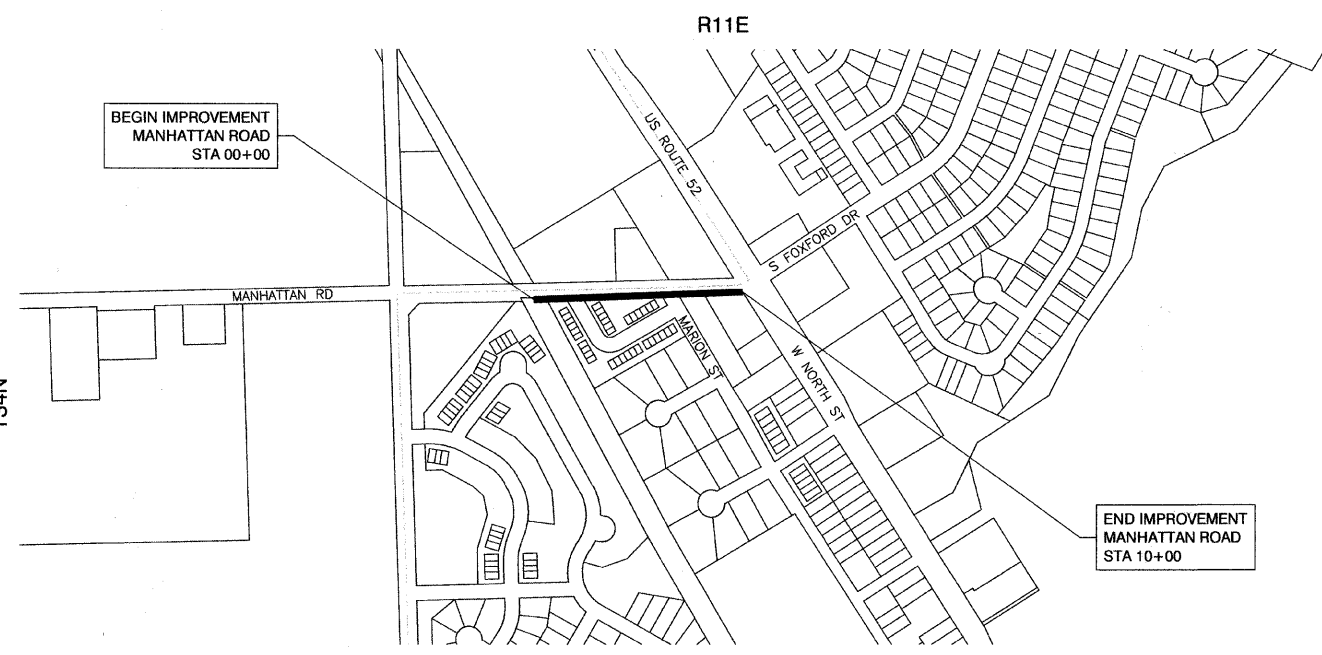 R11E
BEGIN IMPROVEMENT
MANHATTAN ROAD
STA 00+00
US ROUTE 52
S FOXFORD DR
MANHATTAN RD
MARION ST
W NORTH ST
END IMPROVEMENT
MANHATTAN ROAD
STA 10+00